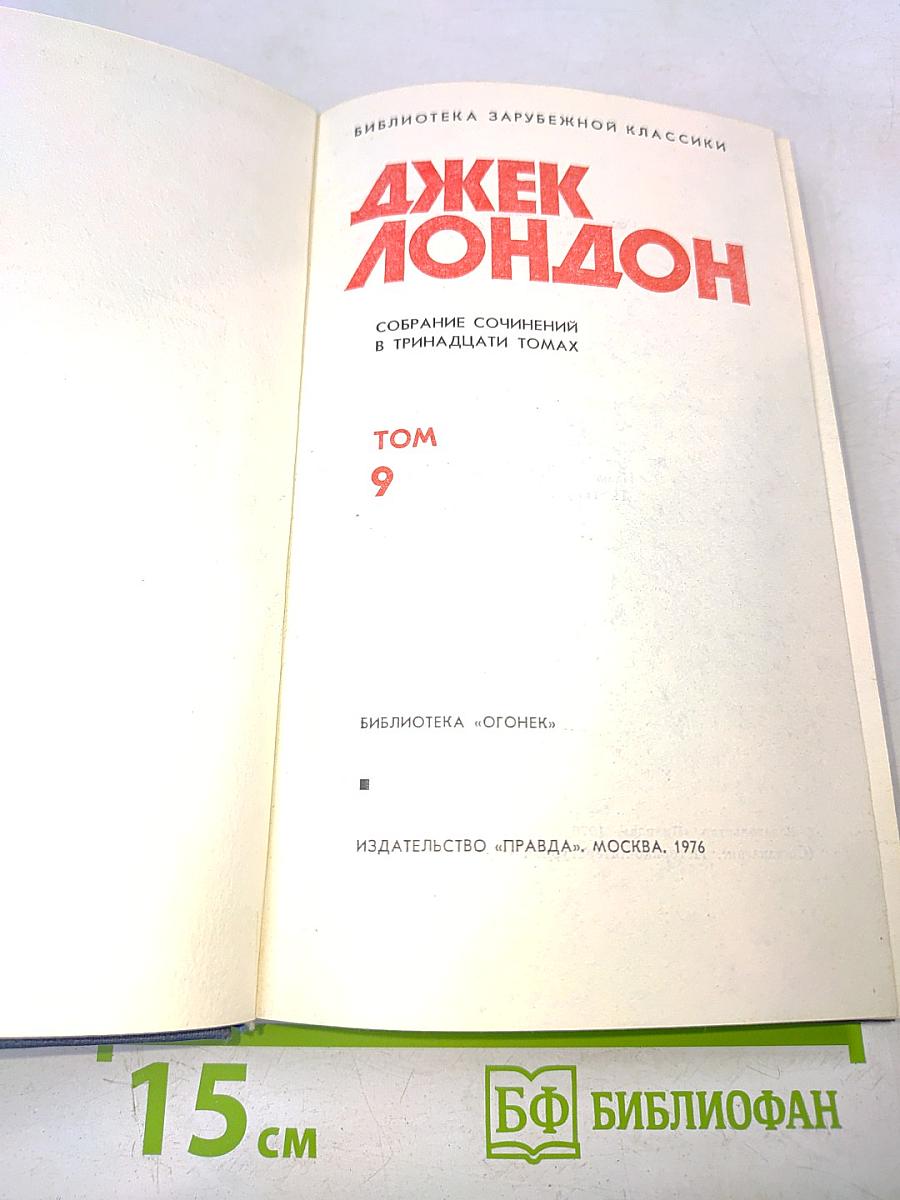 БИБЛИОТЕКА ЗАРУБЕЖНОЙ КЛАССИКИ
ДЖЕК
ЛОНДОН
СОБРАНИЕ СОЧИНЕНИЙ
В ТРИНАДЦАТИ ТОМАХ
ТОМ
9
БИБЛИОТЕКА «ОГОНЕК»
ИЗДАТЕЛЬСТВО «ПРАВДА». МОСКВА. 1976
15 см
БФ БИБЛИОФАН